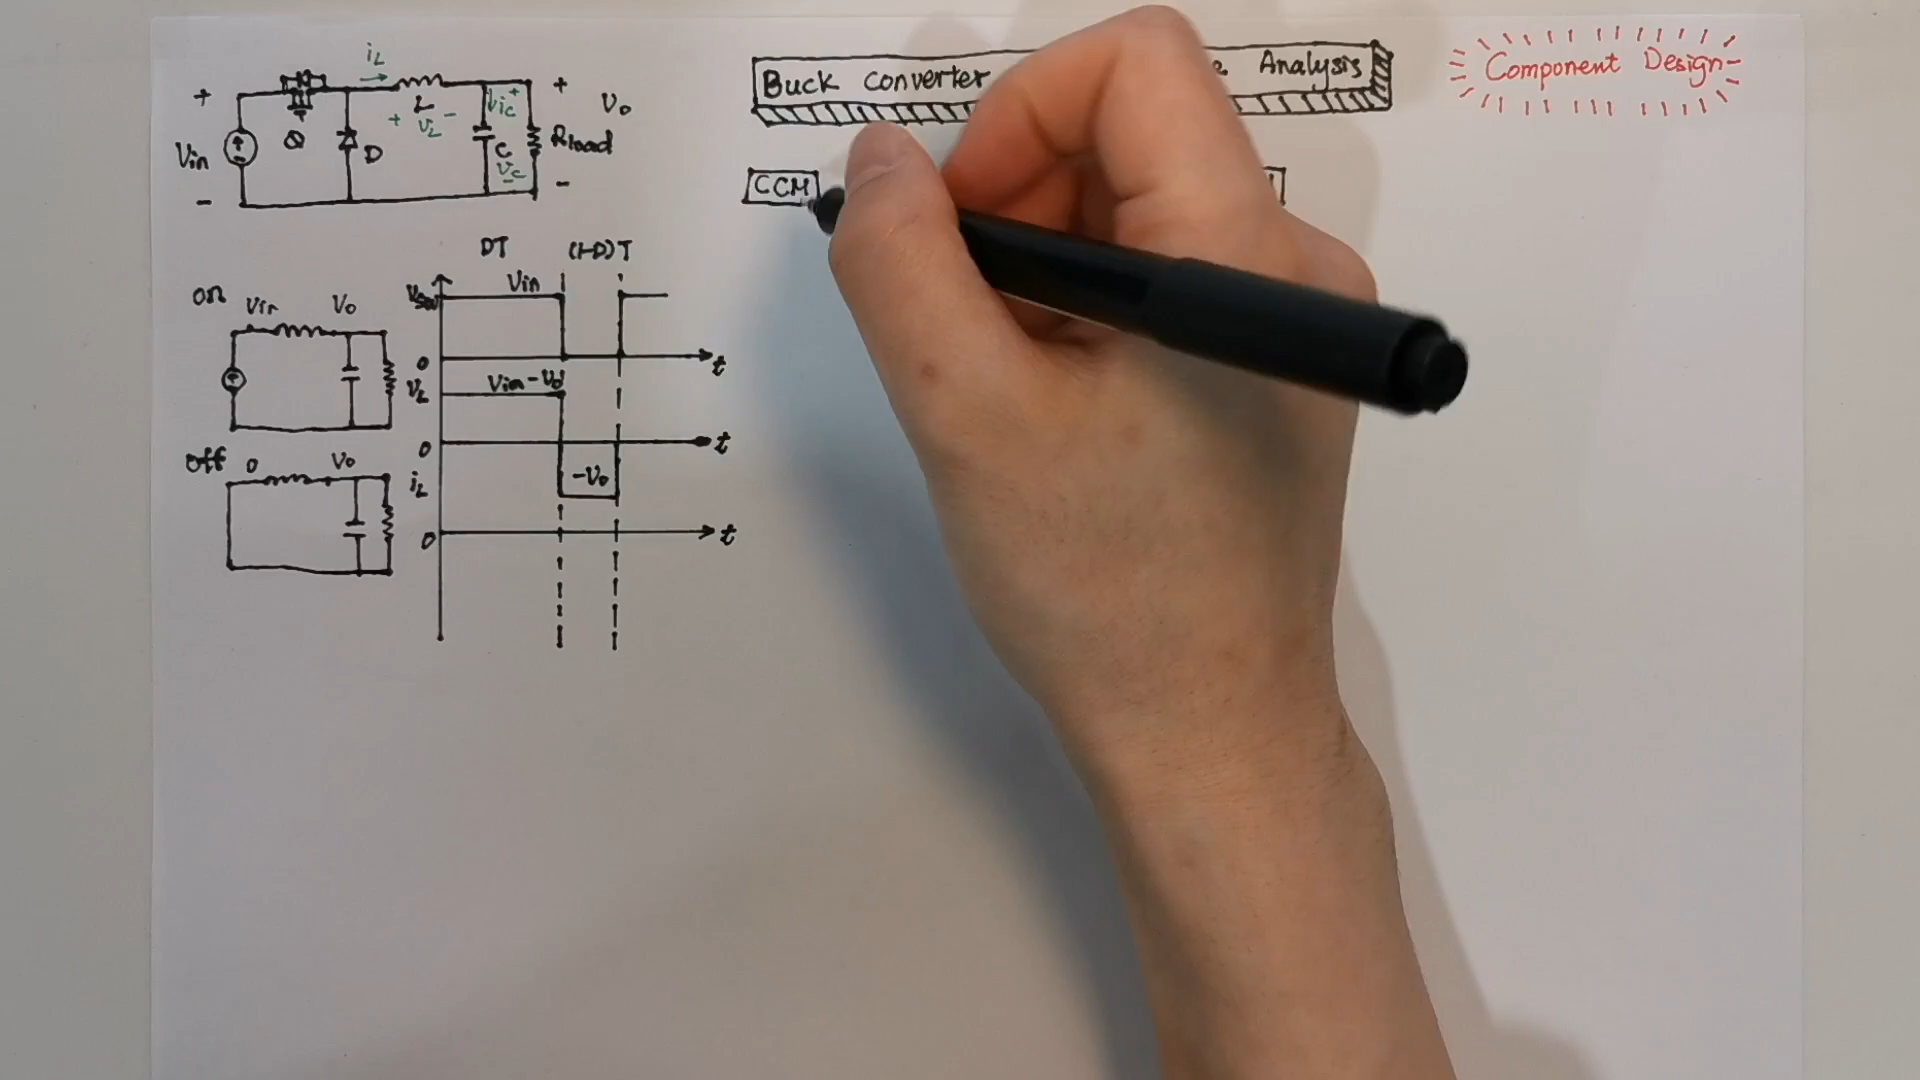 Buck converter
Analysis
Component Design
CCM
iL
+
+
Vo
L
+ VL -
ic
+
Vin
Q
D
C
Rload
Vc
-
-
-
DT
(1-D)T
on
Vin
Vo
Vsw
Vin
0
t
VL
Vin-Vo
0
t
off
0
Vo
iL
-Vo
0
t